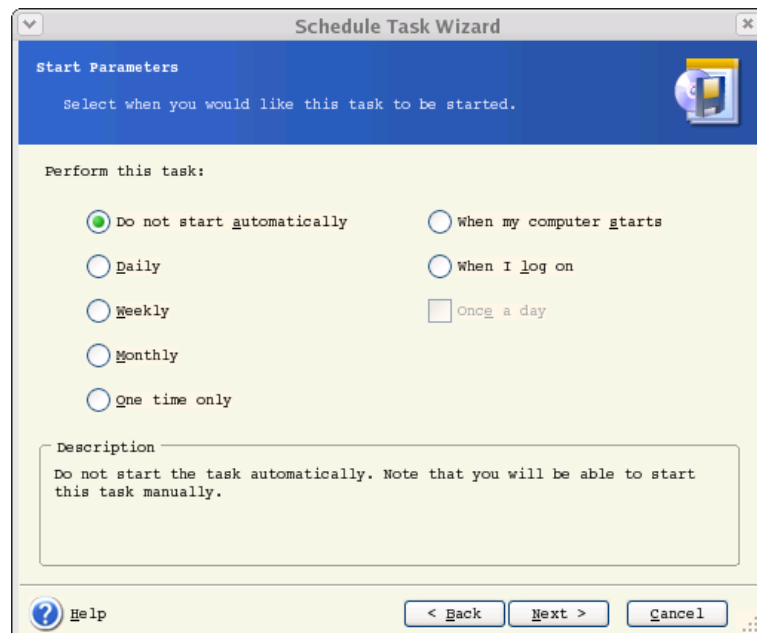 Schedule Task Wizard
Start Parameters
Select when you would like this task to be started.
Perform this task:
Do not start automatically
When my computer starts
Daily
When I log on
Weekly
Once a day
Monthly
One time only
Description
Do not start the task automatically. Note that you will be able to start
this task manually.
Help
< Back
Next >
Cancel